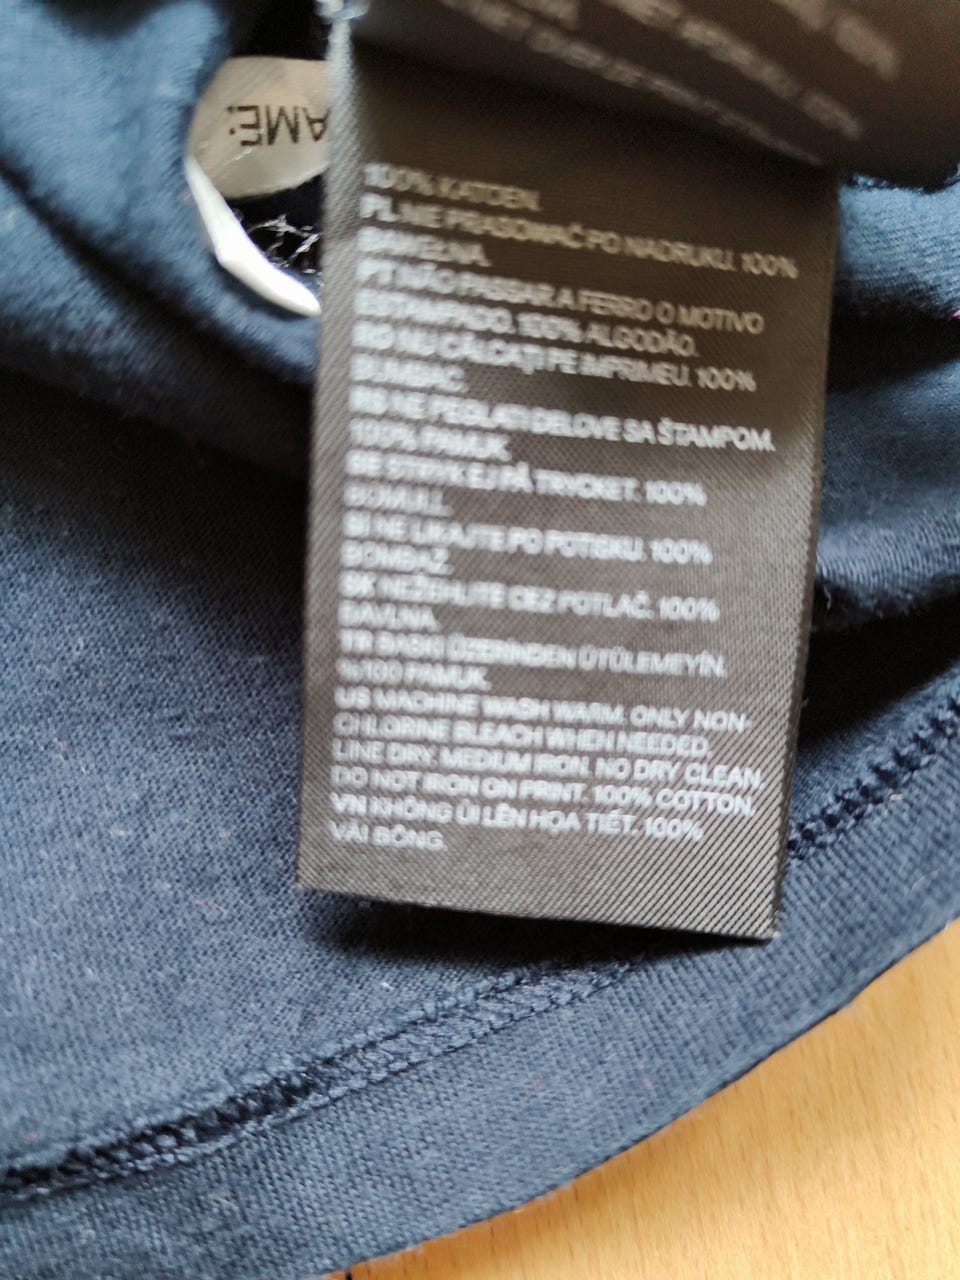 AME:
100% KATOEN.
PL NIE PRASOWAĆ PO NADRUKU. 100%
BAWEŁNA.
PT NÃO PASSAR A FERRO O MOTIVO
ESTAMPADO. 100% ALGODÃO.
RO NU CĂLCAŢI PE IMPRIMEU. 100%
BUMBAC.
RS NE PEGLATI DELOVE SA ŠTAMPOM.
100% PAMUK.
SE STRYK EJ PÅ TRYCKET. 100%
BOMULL.
SI NE LIKAJTE PO POTISKU. 100%
BOMBAŽ.
SK NEŽEHLITE CEZ POTLAČ. 100%
BAVLNA.
TR BASKI ÜZERINDEN ÜTÜLEMEYİN.
%100 PAMUK.
US MACHINE WASH WARM. ONLY NON-
CHLORINE BLEACH WHEN NEEDED.
LINE DRY. MEDIUM IRON. NO DRY CLEAN.
DO NOT IRON ON PRINT. 100% COTTON.
VN KHÔNG ỦI LÊN HỌA TIẾT. 100%
VẢI BÔNG.